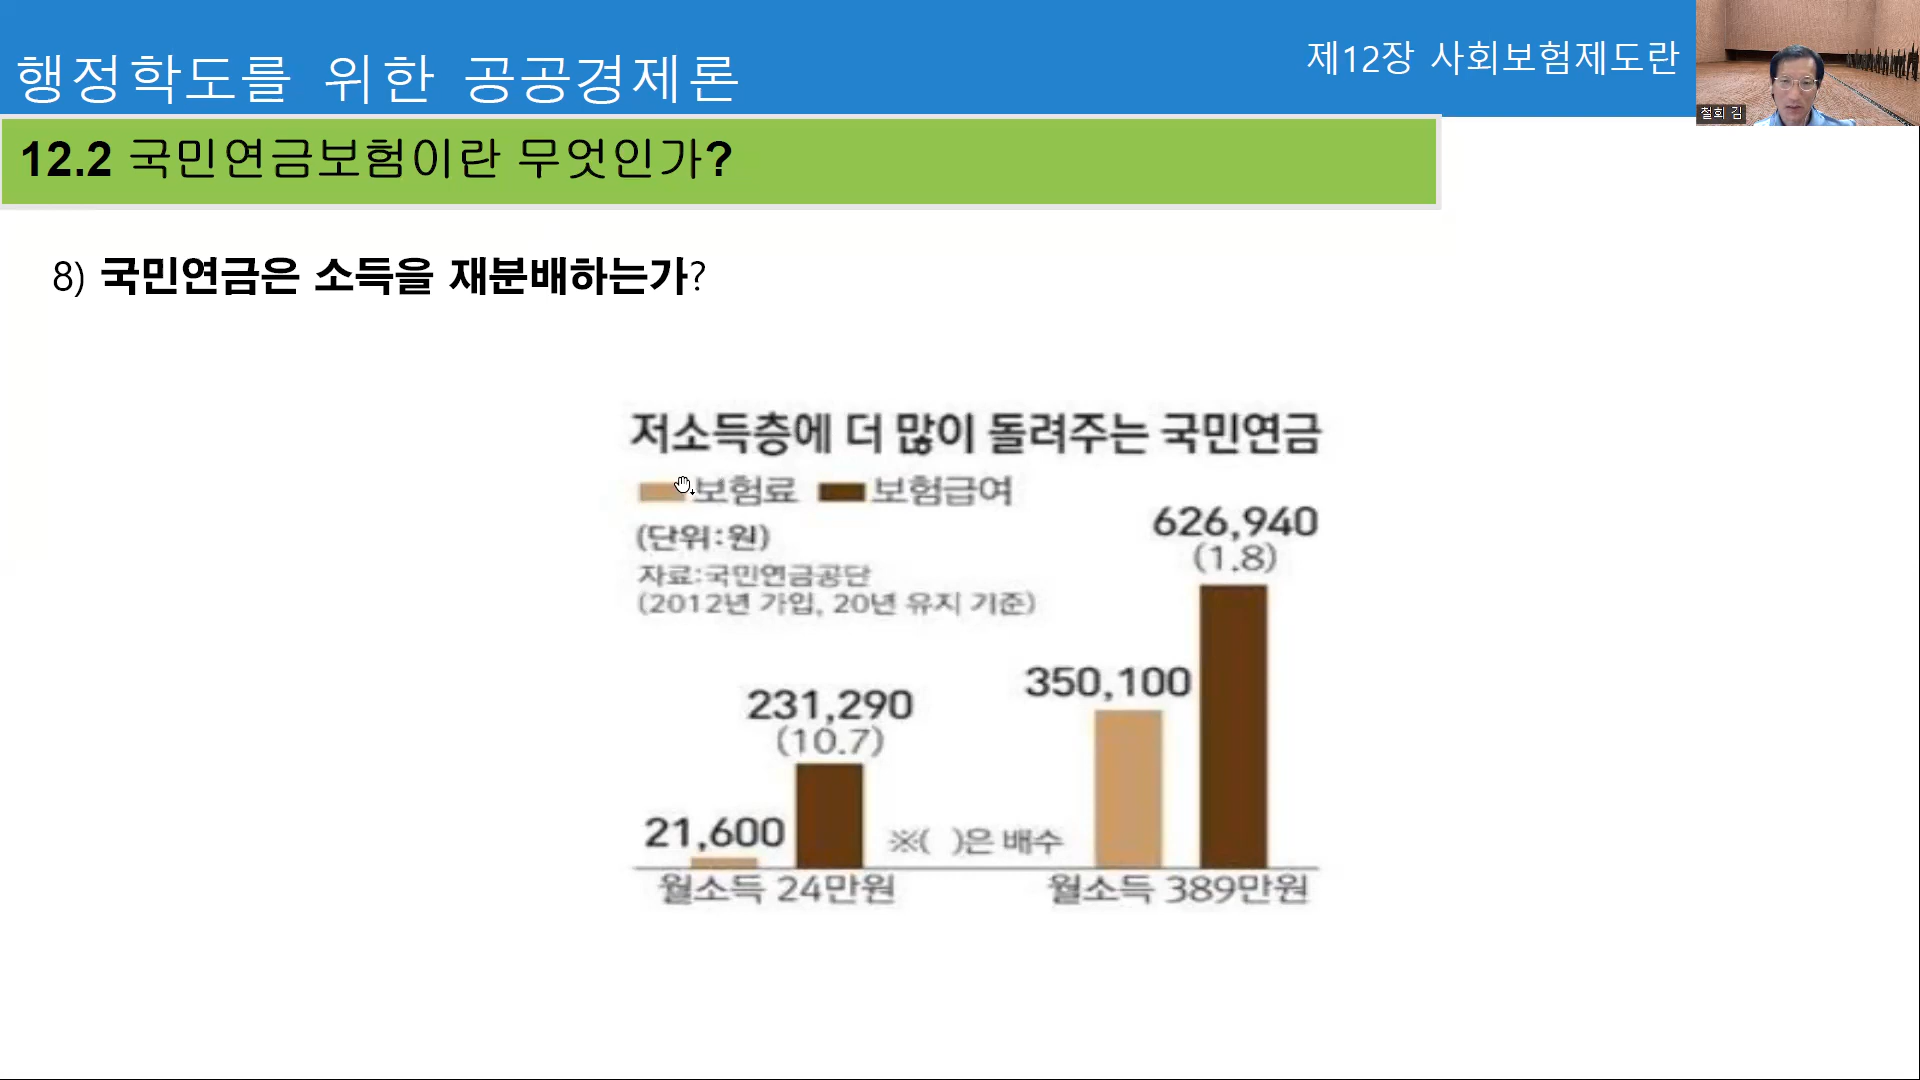 행정학도를 위한 공공경제론
제12장 사회보험제도란
철희 김
12.2 국민연금보험이란 무엇인가?
8) 국민연금은 소득을 재분배하는가?
저소득층에 더 많이 돌려주는 국민연금
보험료 보험급여
(단위:원)
자료:국민연금공단
(2012년 가입, 20년 유지 기준)
626,940
(1.8)
350,100
231,290
(10.7)
21,600
※( )은 배수
월소득 24만원
월소득 389만원